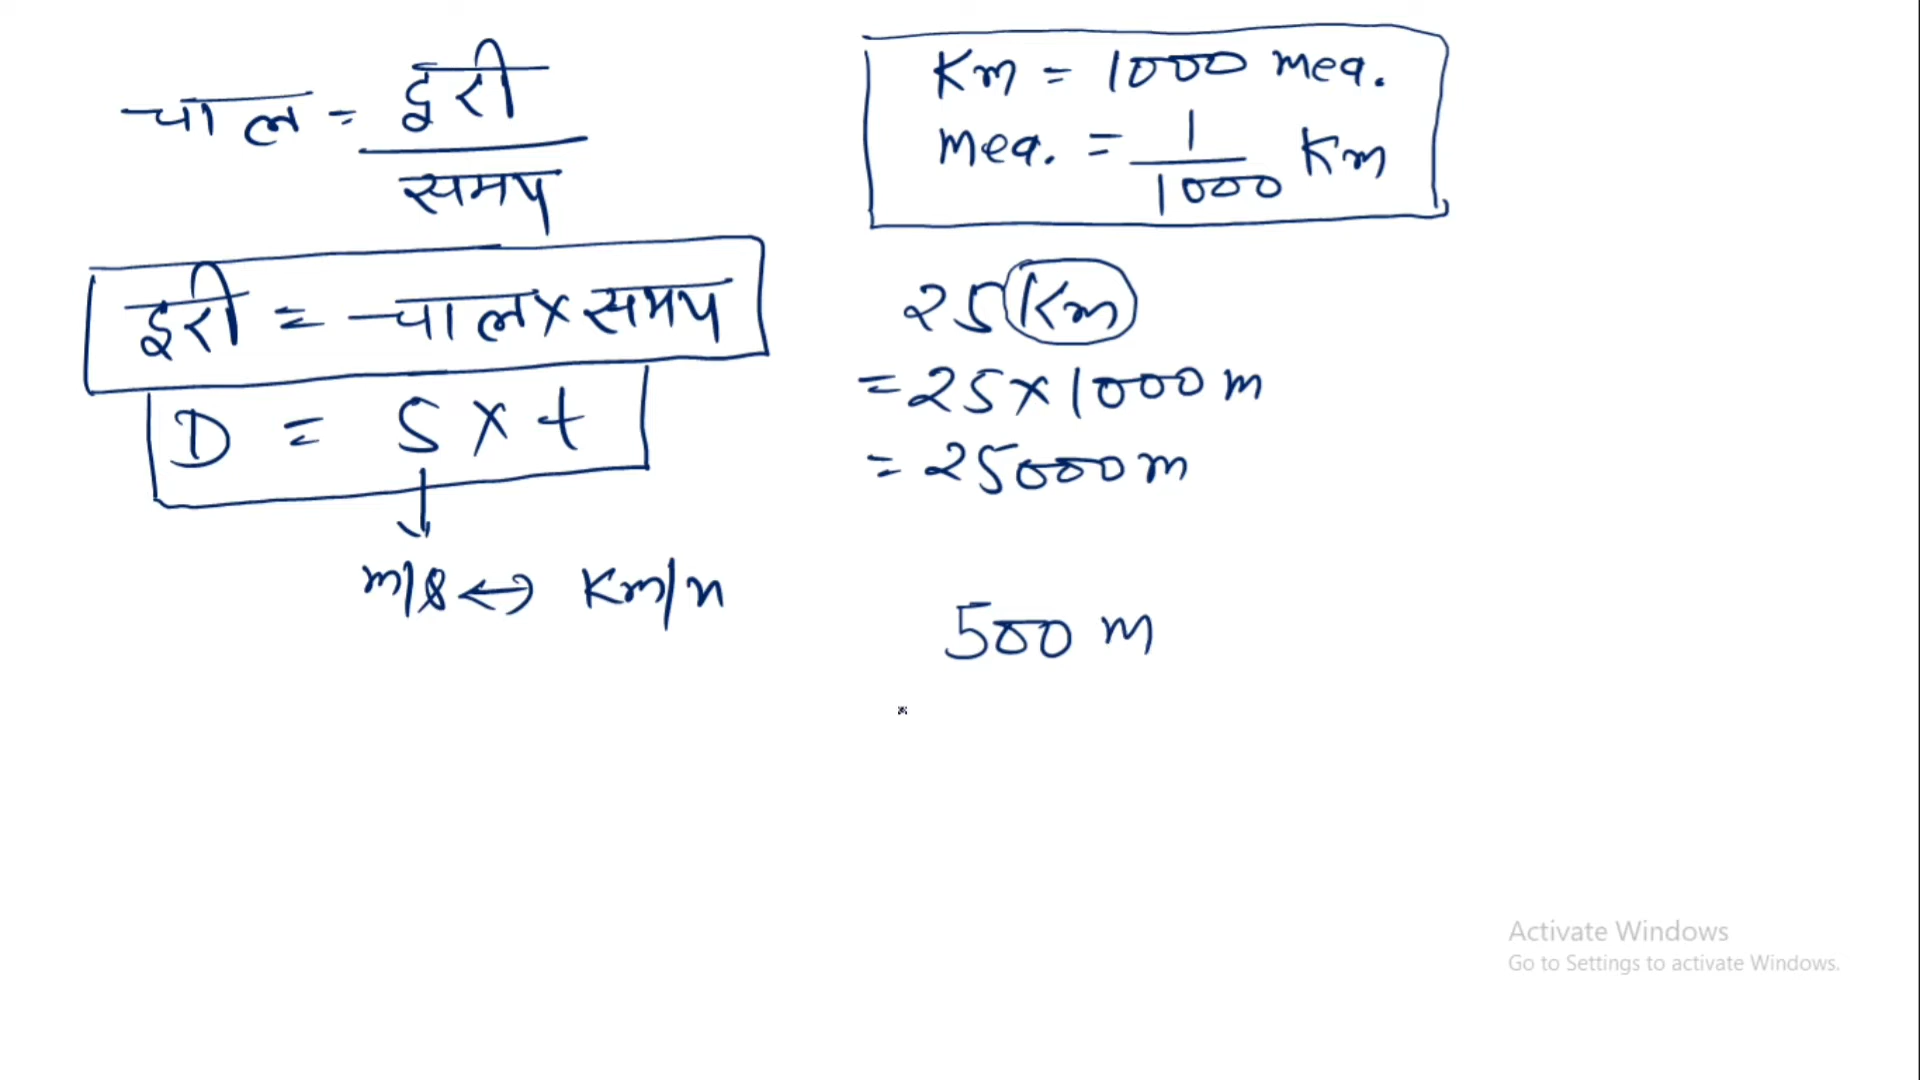 चाल = दूरी / समय
दूरी = चाल × समय
D = S × t
m/s ↔ Km/h
Km = 1000 mea.
mea. = 1/1000 Km
25 Km
= 25 × 1000 m
= 25000 m
500 m
Activate Windows
Go to Settings to activate Windows.